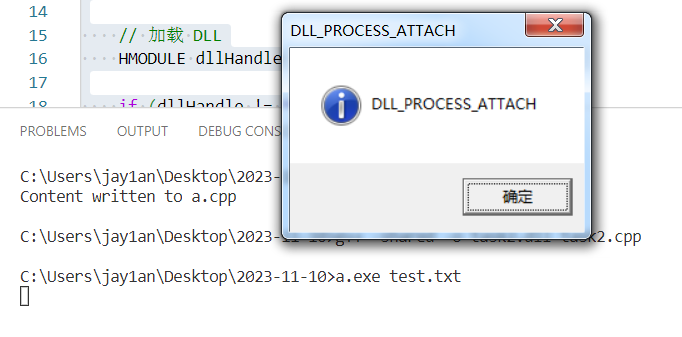 14
15 // 加载 DLL
16 HMODULE dllHandle
17
18 if (dllHandle !=
DLL_PROCESS_ATTACH
DLL_PROCESS_ATTACH
确定
PROBLEMS OUTPUT DEBUG CONS
C:\Users\jay1an\Desktop\2023-
Content written to a.cpp
C:\Users\jay1an\Desktop\2023-11-10>g++ -shared -o task2.dll task2.cpp
C:\Users\jay1an\Desktop\2023-11-10>a.exe test.txt